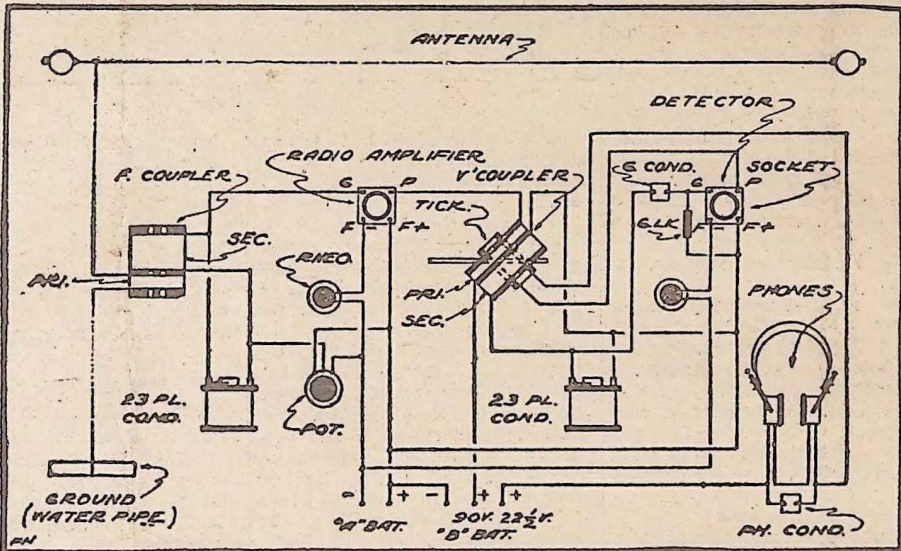 ANTENNA
DETECTOR
RADIO AMPLIFIER
V'COUPLER
G. COND.
SOCKET
F. COUPLER
G
P
G
P
TICK.
SEC.
F-
F+
G.LK
F-
F+
RHEO.
PRI.
PRI.
SEC.
PHONES
23 PL.
COND.
POT.
23 PL.
COND.
GROUND
(WATER PIPE)
-
+
-
+
+
"A" BAT.
90V. 22½V.
"B" BAT.
PH. COND.